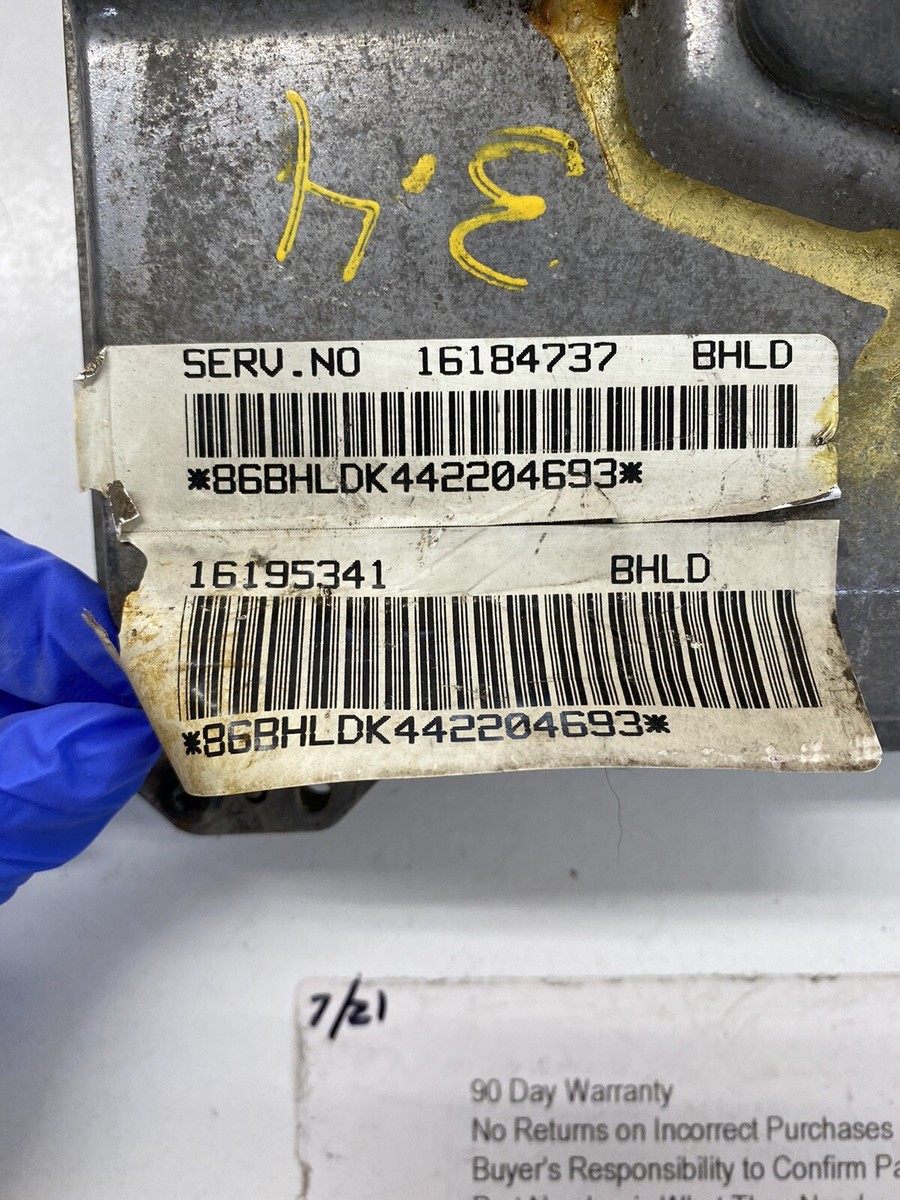 3.4
SERV.NO 16184737 BHLD
*86BHLDK442204693*
16195341 BHLD
*86BHLDK442204693*
7/21
90 Day Warranty
No Returns on Incorrect Purchases
Buyer's Responsibility to Confirm